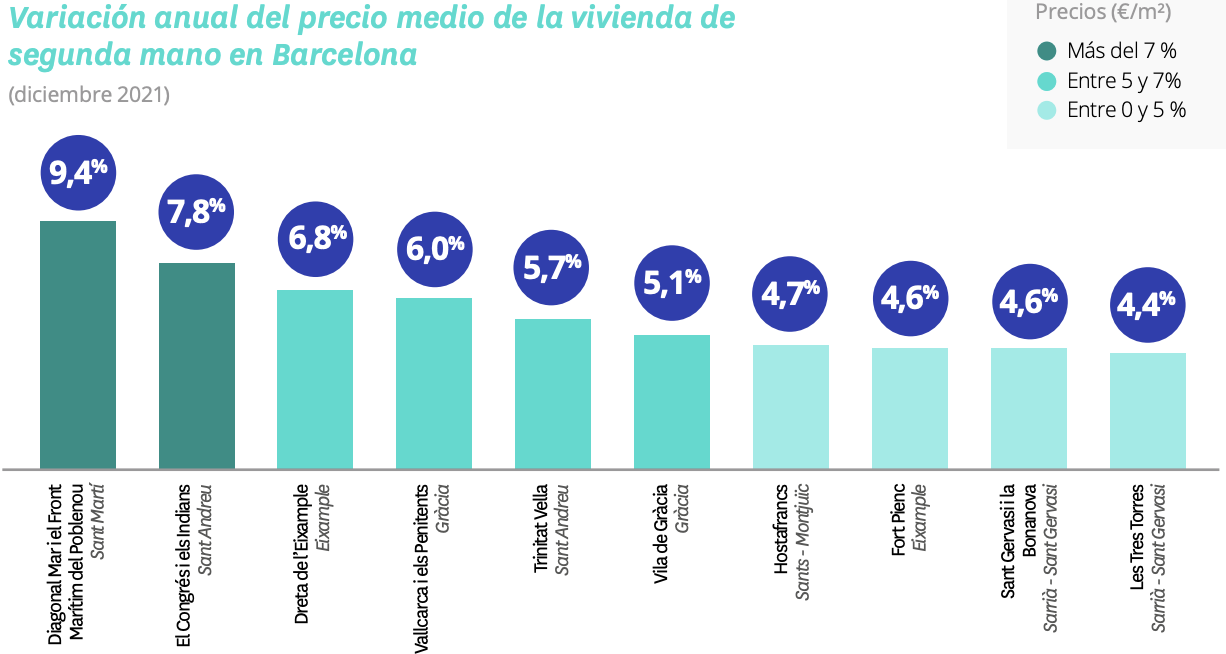 Variación anual del precio medio de la vivienda de
segunda mano en Barcelona
(diciembre 2021)
Precios (€/m²)
Más del 7 %
Entre 5 y 7%
Entre 0 y 5 %
9,4%
7,8%
6,8%
6,0%
5,7%
5,1%
4,7%
4,6%
4,6%
4,4%
Diagonal Mar i el Front
Marítim del Poblenou
Sant Martí
El Congrés i els Indians
Sant Andreu
Dreta de l'Eixample
Eixample
Vallcarca i els Penitents
Gràcia
Trinitat Vella
Sant Andreu
Vila de Gràcia
Gràcia
Hostafrancs
Sants - Montjuïc
Fort Pienc
Eixample
Sant Gervasi i la
Bonanova
Sarrià - Sant Gervasi
Les Tres Torres
Sarrià - Sant Gervasi